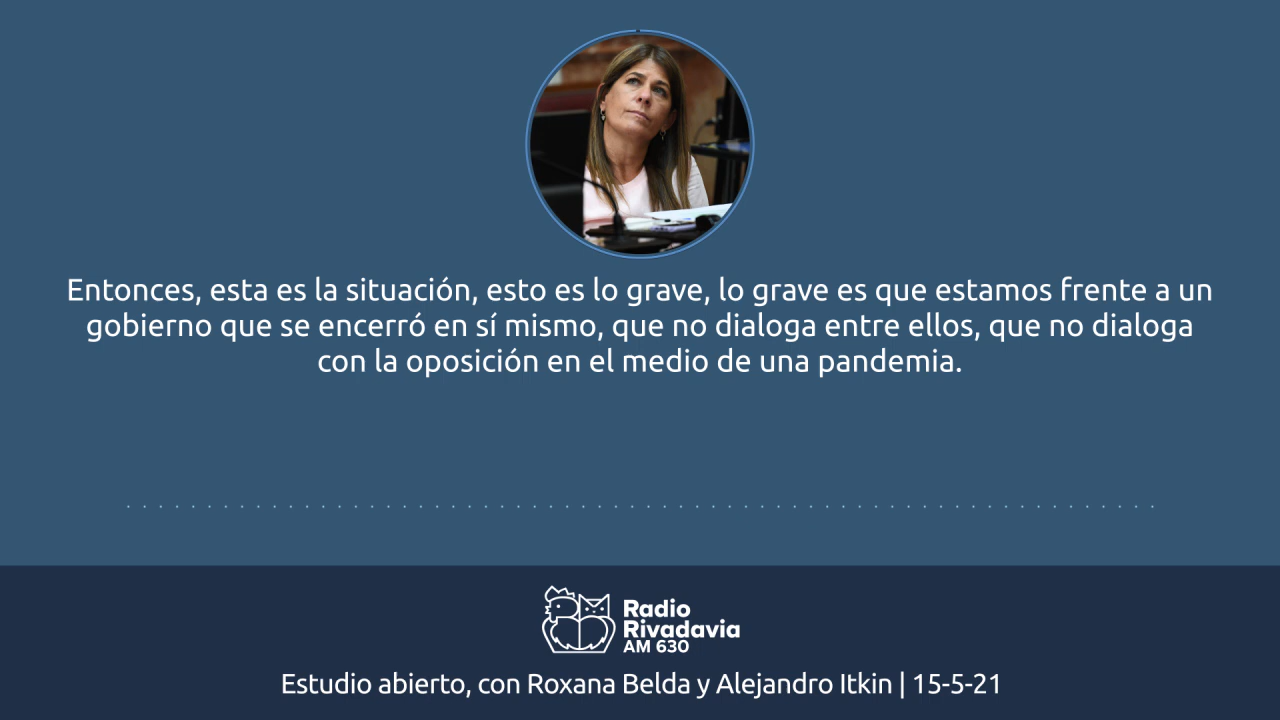 Entonces, esta es la situación, esto es lo grave, lo grave es que estamos frente a un
gobierno que se encerró en sí mismo, que no dialoga entre ellos, que no dialoga
con la oposición en el medio de una pandemia.
Radio
Rivadavia
AM 630
Estudio abierto, con Roxana Belda y Alejandro Itkin | 15-5-21